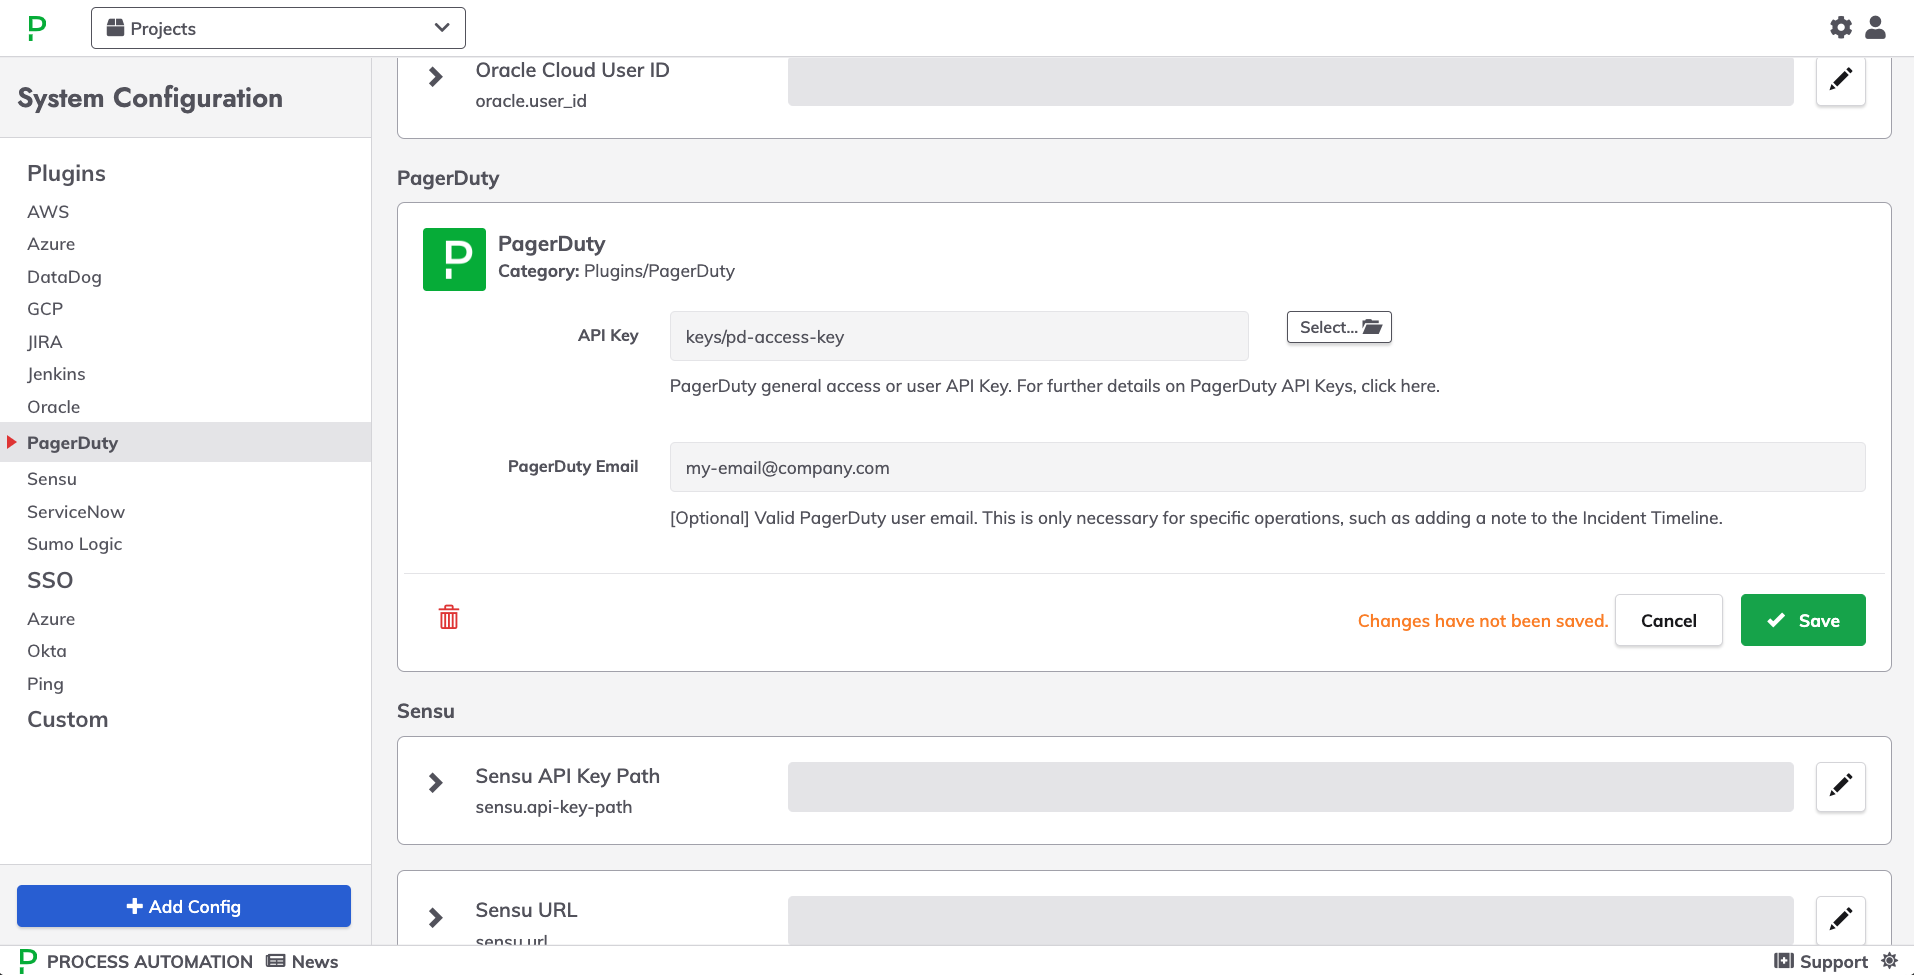 Projects
System Configuration
Plugins
AWS
Azure
DataDog
GCP
JIRA
Jenkins
Oracle
PagerDuty
Sensu
ServiceNow
Sumo Logic
SSO
Azure
Okta
Ping
Custom
Add Config
Oracle Cloud User ID
oracle.user_id
PagerDuty
PagerDuty
Category: Plugins/PagerDuty
API Key
keys/pd-access-key
Select...
PagerDuty general access or user API Key. For further details on PagerDuty API Keys, click here.
PagerDuty Email
my-email@company.com
[Optional] Valid PagerDuty user email. This is only necessary for specific operations, such as adding a note to the Incident Timeline.
Changes have not been saved.
Cancel
Save
Sensu
Sensu API Key Path
sensu.api-key-path
Sensu URL
sensu.url
PROCESS AUTOMATION
News
Support